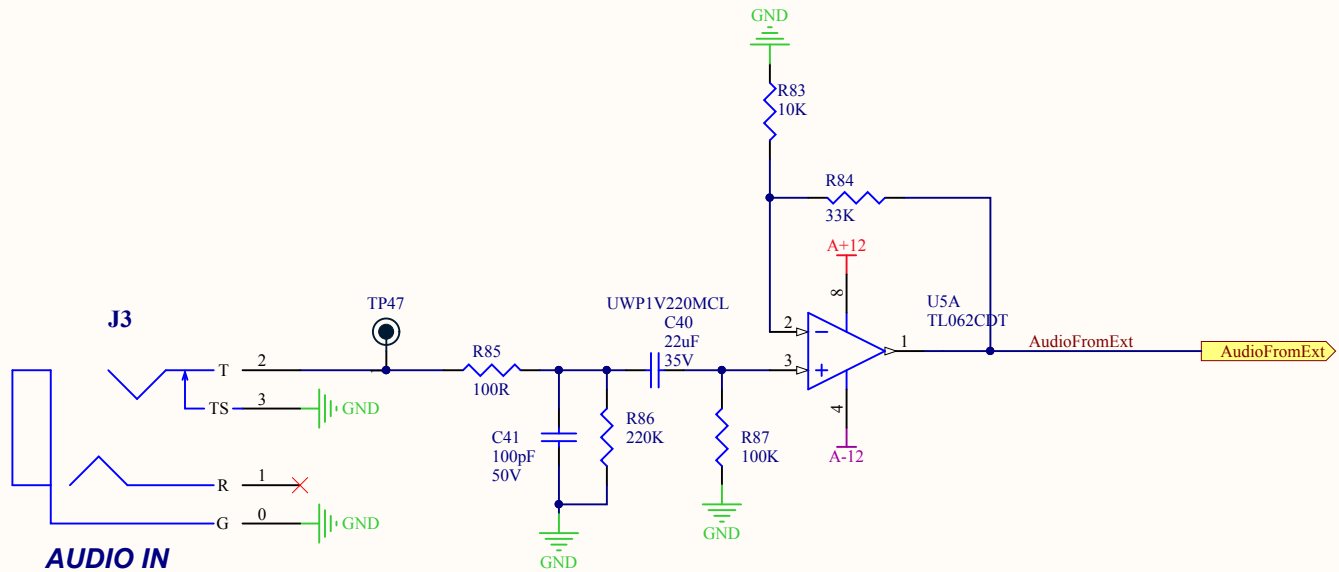 GND
R83
10K
R84
33K
A+12
8
U5A
TL062CDT
2
3
1
AudioFromExt
AudioFromExt
4
A-12
UWP1V220MCL
C40
22uF
35V
TP47
J3
R85
100R
T
2
TS
3
GND
C41
100pF
50V
R86
220K
R87
100K
GND
R
1
G
0
GND
GND
AUDIO IN